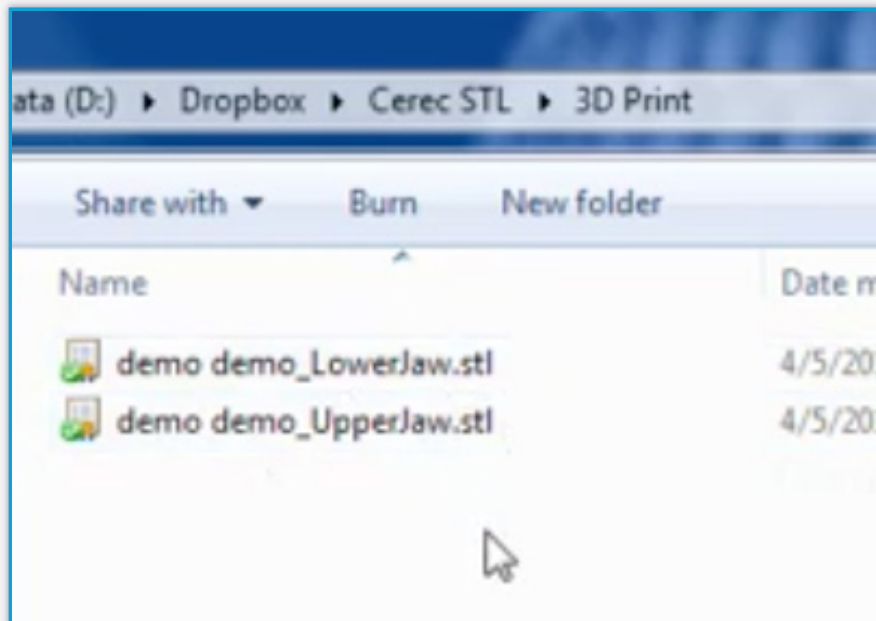 ata (D:) ▸ Dropbox ▸ Cerec STL ▸ 3D Print
Share with ▾ Burn New folder
Name Date m
demo demo_LowerJaw.stl 4/5/20
demo demo_UpperJaw.stl 4/5/20